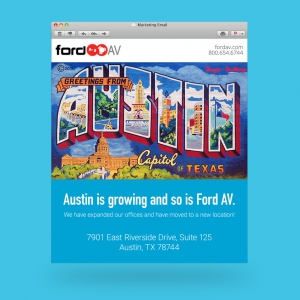 Marketing Email
ford AV
fordav.com
800.654.6744
GREETINGS FROM
AUSTIN
Capitol
OF TEXAS
Austin is growing and so is Ford AV.
We have expanded our offices and have moved to a new location!
7901 East Riverside Drive, Suite 125
Austin, TX 78744